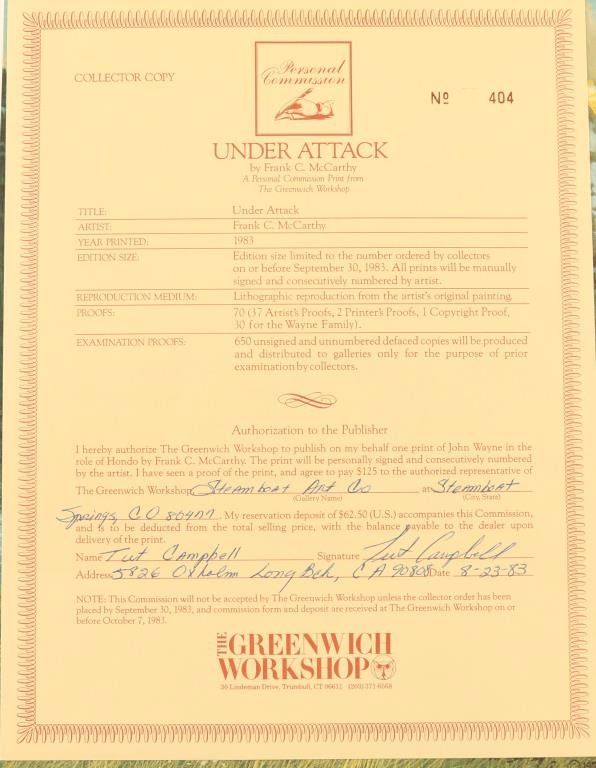 COLLECTOR COPY
Personal
Commission
Nº 404
UNDER ATTACK
by Frank C. McCarthy
A Personal Commission Print from
The Greenwich Workshop
TITLE: Under Attack
ARTIST: Frank C. McCarthy
YEAR PRINTED: 1983
EDITION SIZE: Edition size limited to the number ordered by collectors
on or before September 30, 1983. All prints will be manually
signed and consecutively numbered by artist.
REPRODUCTION MEDIUM: Lithographic reproduction from the artist's original painting.
PROOFS: 70 (37 Artist's Proofs, 2 Printer's Proofs, 1 Copyright Proof,
30 for the Wayne Family).
EXAMINATION PROOFS: 650 unsigned and unnumbered defaced copies will be produced
and distributed to galleries only for the purpose of prior
examination by collectors.
Authorization to the Publisher
I hereby authorize The Greenwich Workshop to publish on my behalf one print of John Wayne in the
role of Hondo by Frank C. McCarthy. The print will be personally signed and consecutively numbered
by the artist. I have seen a proof of the print, and agree to pay $125 to the authorized representative of
The Greenwich Workshop Steamboat Art Co at Steamboat
(Gallery Name) (City, State)
Springs, CO 80477. My reservation deposit of $62.50 (U.S.) accompanies this Commission,
and is to be deducted from the total selling price, with the balance payable to the dealer upon
delivery of the print.
Name Tut Campbell Signature Tut Campbell
Address 5826 Oxholm Long Bch, CA 90808 Date 8-23-83
NOTE: This Commission will not be accepted by The Greenwich Workshop unless the collector order has been
placed by September 30, 1983, and commission form and deposit are received at The Greenwich Workshop on or
before October 7, 1983.
THE GREENWICH
WORKSHOP
30 Lindeman Drive, Trumbull, CT 06611 (203) 371-6568